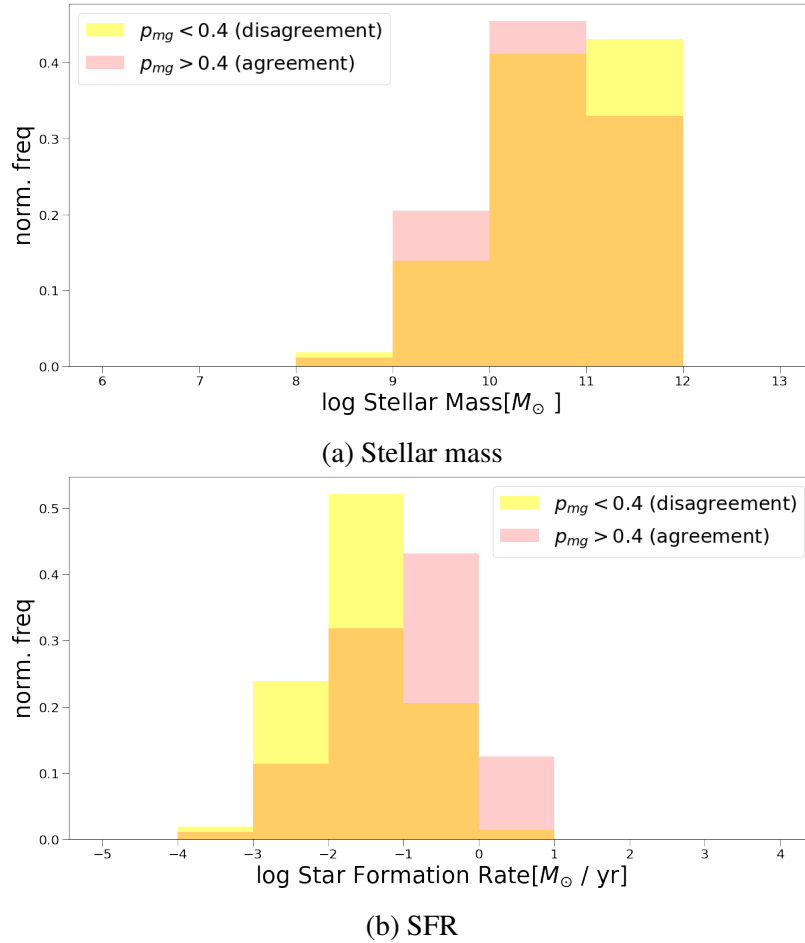 p_mg < 0.4 (disagreement)
p_mg > 0.4 (agreement)
norm. freq
0.4
0.3
0.2
0.1
0.0
6 7 8 9 10 11 12 13
log Stellar Mass[M_⊙ ]
(a) Stellar mass
p_mg < 0.4 (disagreement)
p_mg > 0.4 (agreement)
norm. freq
0.5
0.4
0.3
0.2
0.1
0.0
−5 −4 −3 −2 −1 0 1 2 3 4
log Star Formation Rate[M_⊙ / yr]
(b) SFR